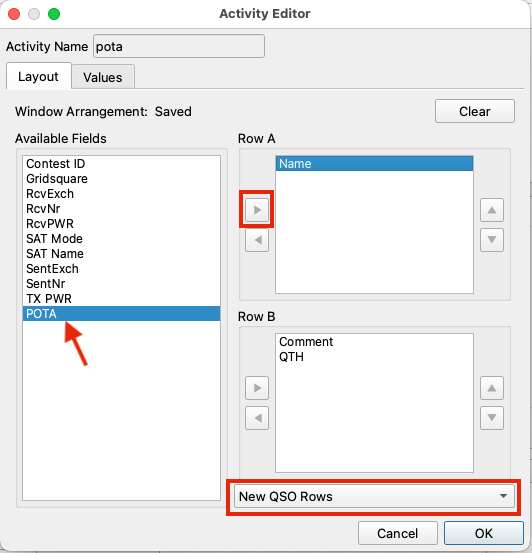 Activity Editor
Activity Name pota
Layout Values
Window Arrangement: Saved Clear
Available Fields
Contest ID
Gridsquare
RcvExch
RcvNr
RcvPWR
SAT Mode
SAT Name
SentExch
SentNr
TX PWR
POTA
Row A
Name
Row B
Comment
QTH
New QSO Rows
Cancel OK